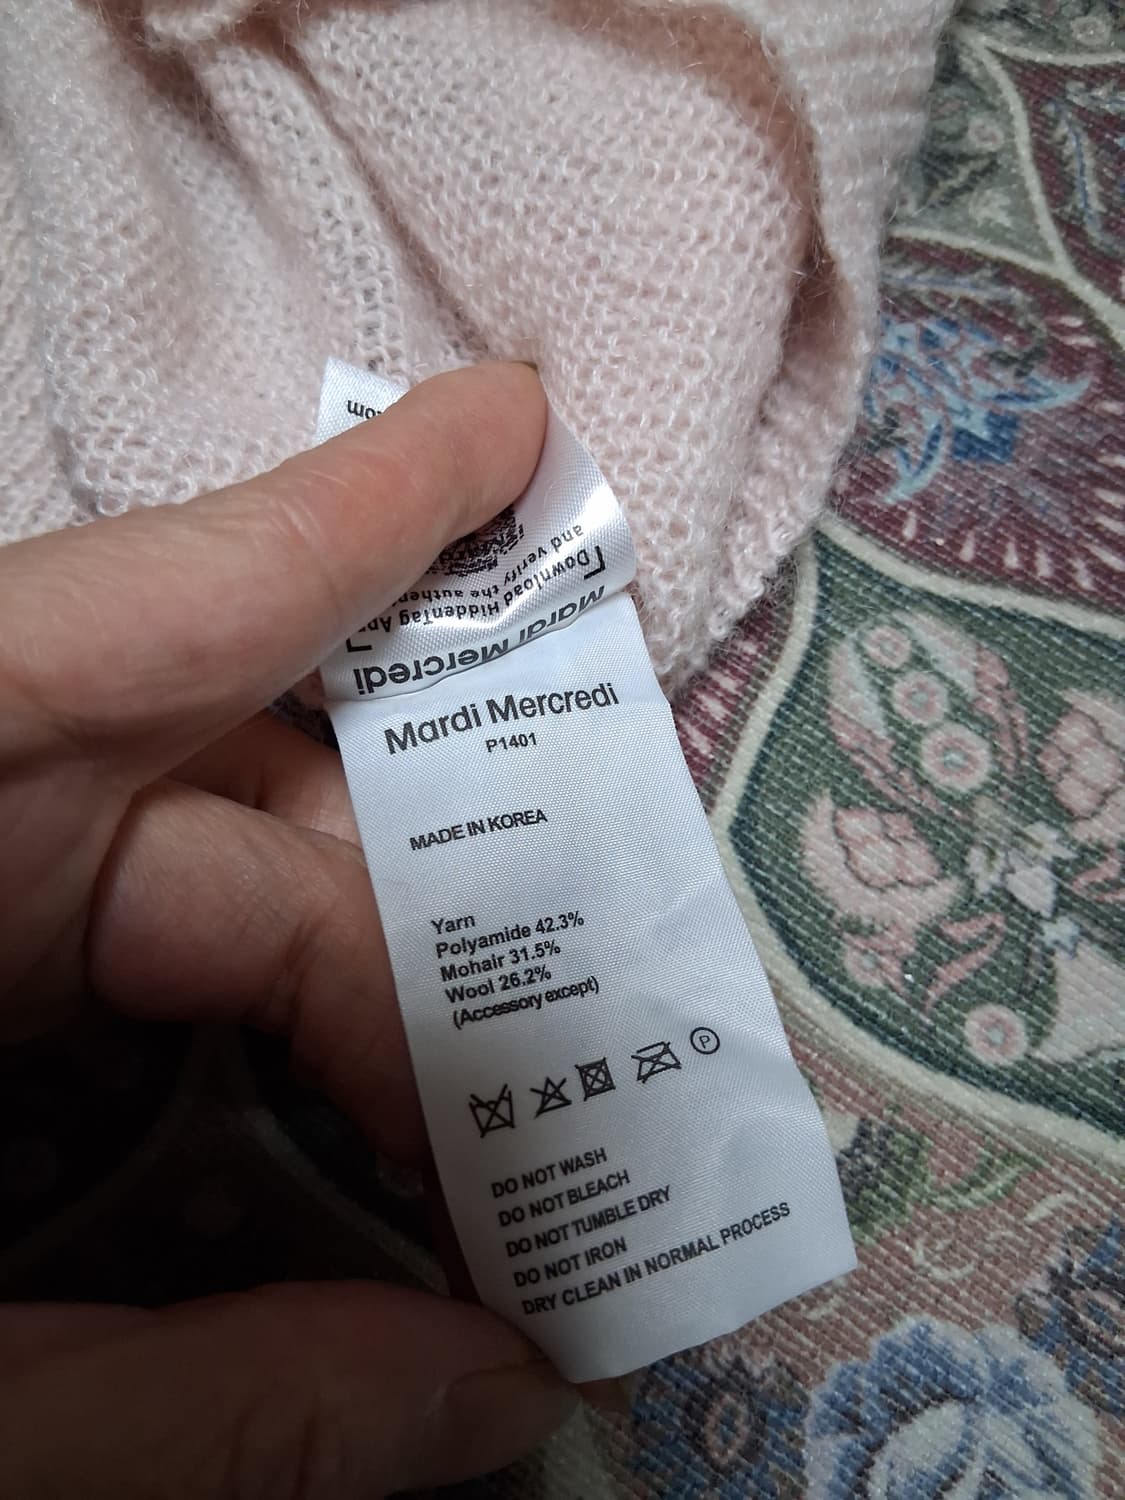 .com
and verify the authen
Download HiddenTag Ap
Mardi Mercredi
Mardi Mercredi
P1401
MADE IN KOREA
Yarn
Polyamide 42.3%
Mohair 31.5%
Wool 26.2%
(Accessory except)
P
DO NOT WASH
DO NOT BLEACH
DO NOT TUMBLE DRY
DO NOT IRON
DRY CLEAN IN NORMAL PROCESS